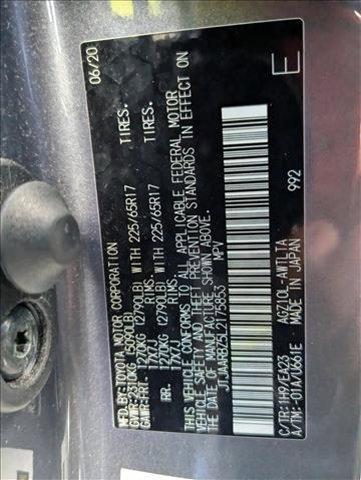 MFD.BY:TOYOTA MOTOR CORPORATION 06/20
GVWR:2310KG (5090LB)
GAWR:FRT. 1270KG (2790LB) WITH 225/65R17 TIRES.
17X7J RIMS.
RR. 1270KG (2790LB) WITH 225/65R17 TIRES.
17X7J RIMS.
THIS VEHICLE CONFORMS TO ALL APPLICABLE FEDERAL MOTOR
VEHICLE SAFETY AND THEFT PREVENTION STANDARDS IN EFFECT ON
THE DATE OF MANUFACTURE SHOWN ABOVE.
MPV
C/TR:1H9/EA23 AGZ10L-AWTLTA 992
A/TM:-01A/U661E MADE IN JAPAN E